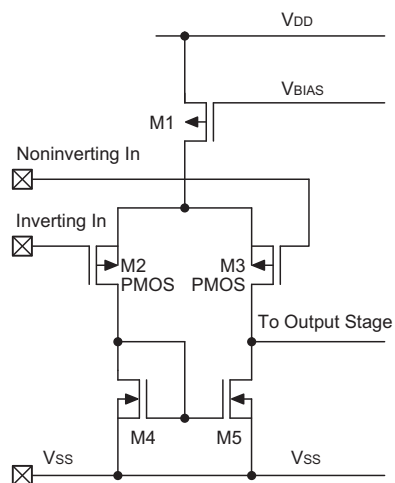 VDD
VBIAS
M1
Noninverting In
Inverting In
M2
PMOS
M3
PMOS
To Output Stage
M4
M5
VSS
VSS